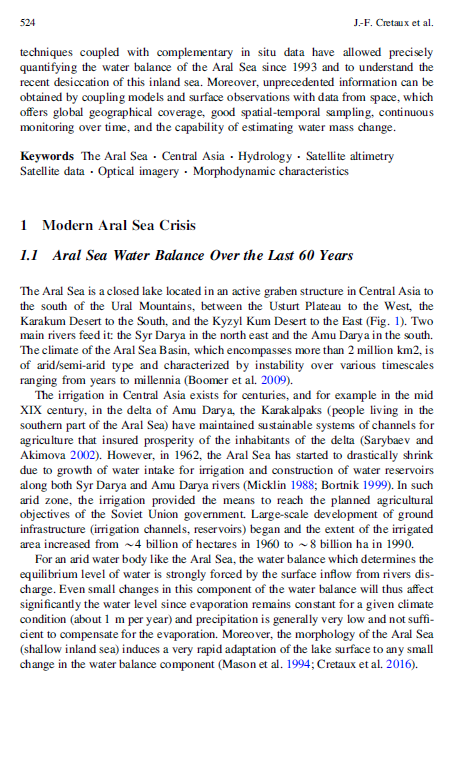 524 J.-F. Cretaux et al.
techniques coupled with complementary in situ data have allowed precisely
quantifying the water balance of the Aral Sea since 1993 and to understand the
recent desiccation of this inland sea. Moreover, unprecedented information can be
obtained by coupling models and surface observations with data from space, which
offers global geographical coverage, good spatial-temporal sampling, continuous
monitoring over time, and the capability of estimating water mass change.
Keywords The Aral Sea · Central Asia · Hydrology · Satellite altimetry
Satellite data · Optical imagery · Morphodynamic characteristics
1 Modern Aral Sea Crisis
1.1 Aral Sea Water Balance Over the Last 60 Years
The Aral Sea is a closed lake located in an active graben structure in Central Asia to
the south of the Ural Mountains, between the Usturt Plateau to the West, the
Karakum Desert to the South, and the Kyzyl Kum Desert to the East (Fig. 1). Two
main rivers feed it: the Syr Darya in the north east and the Amu Darya in the south.
The climate of the Aral Sea Basin, which encompasses more than 2 million km2, is
of arid/semi-arid type and characterized by instability over various timescales
ranging from years to millennia (Boomer et al. 2009).
The irrigation in Central Asia exists for centuries, and for example in the mid
XIX century, in the delta of Amu Darya, the Karakalpaks (people living in the
southern part of the Aral Sea) have maintained sustainable systems of channels for
agriculture that insured prosperity of the inhabitants of the delta (Sarybaev and
Akimova 2002). However, in 1962, the Aral Sea has started to drastically shrink
due to growth of water intake for irrigation and construction of water reservoirs
along both Syr Darya and Amu Darya rivers (Micklin 1988; Bortnik 1999). In such
arid zone, the irrigation provided the means to reach the planned agricultural
objectives of the Soviet Union government. Large-scale development of ground
infrastructure (irrigation channels, reservoirs) began and the extent of the irrigated
area increased from ∼4 billion of hectares in 1960 to ∼8 billion ha in 1990.
For an arid water body like the Aral Sea, the water balance which determines the
equilibrium level of water is strongly forced by the surface inflow from rivers dis-
charge. Even small changes in this component of the water balance will thus affect
significantly the water level since evaporation remains constant for a given climate
condition (about 1 m per year) and precipitation is generally very low and not suffi-
cient to compensate for the evaporation. Moreover, the morphology of the Aral Sea
(shallow inland sea) induces a very rapid adaptation of the lake surface to any small
change in the water balance component (Mason et al. 1994; Cretaux et al. 2016).